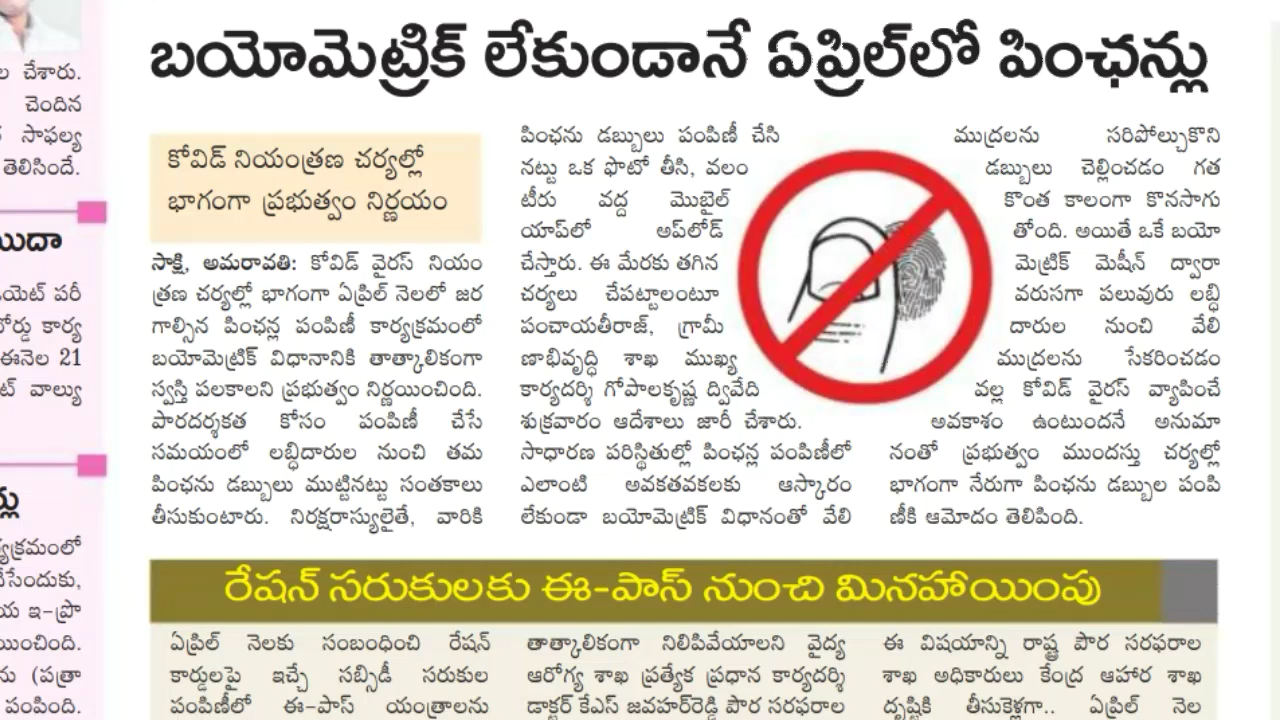 ల చేశారు.
చెందిన
సాఫల్య
తెలిసిందే.
యెట్ పరీ
ఈనెల 21
ట్ వాల్యు
య ఇ-ప్రొ
యించింది.
ను (పత్రా
పంపింది.
బయోమెట్రిక్ లేకుండానే ఏప్రిల్‌లో పింఛన్లు
కోవిడ్ నియంత్రణ చర్యల్లో
భాగంగా ప్రభుత్వం నిర్ణయం
సాక్షి, అమరావతి: కోవిడ్ వైరస్ నియం
త్రణ చర్యల్లో భాగంగా ఏప్రిల్ నెలలో జర
గాల్సిన పింఛన్ల పంపిణీ కార్యక్రమంలో
బయోమెట్రిక్ విధానానికి తాత్కాలికంగా
స్వస్తి పలకాలని ప్రభుత్వం నిర్ణయించింది.
పారదర్శకత కోసం పంపిణీ చేసే
సమయంలో లబ్ధిదారుల నుంచి తమ
పింఛను డబ్బులు ముట్టినట్టు సంతకాలు
తీసుకుంటారు. నిరక్షరాస్యులైతే, వారికి
పింఛను డబ్బులు పంపిణీ చేసి
నట్టు ఒక ఫొటో తీసి, వలం
టీరు వద్ద మొబైల్
యాప్‌లో అప్‌లోడ్
చేస్తారు. ఈ మేరకు తగిన
చర్యలు చేపట్టాలంటూ
పంచాయతీరాజ్, గ్రామీ
ణాభివృద్ధి శాఖ ముఖ్య
కార్యదర్శి గోపాలకృష్ణ ద్వివేది
శుక్రవారం ఆదేశాలు జారీ చేశారు.
సాధారణ పరిస్థితుల్లో పింఛన్ల పంపిణీలో
ఎలాంటి అవకతవకలకు ఆస్కారం
లేకుండా బయోమెట్రిక్ విధానంతో వేలి
ముద్రలను సరిపోల్చుకొని
డబ్బులు చెల్లించడం గత
కొంత కాలంగా కొనసాగు
తోంది. అయితే ఒకే బయో
మెట్రిక్ మెషీన్ ద్వారా
వరుసగా పలువురు లబ్ధి
దారుల నుంచి వేలి
ముద్రలను సేకరించడం
వల్ల కోవిడ్ వైరస్ వ్యాపించే
అవకాశం ఉంటుందనే అనుమా
నంతో ప్రభుత్వం ముందస్తు చర్యల్లో
భాగంగా నేరుగా పింఛను డబ్బుల పంపి
ణీకి ఆమోదం తెలిపింది.
రేషన్ సరుకులకు ఈ-పాస్ నుంచి మినహాయింపు
ఏప్రిల్ నెలకు సంబంధించి రేషన్
కార్డులపై ఇచ్చే సబ్సిడీ సరుకుల
పంపిణీలో ఈ-పాస్ యంత్రాలను
తాత్కాలికంగా నిలిపివేయాలని వైద్య
ఆరోగ్య శాఖ ప్రత్యేక ప్రధాన కార్యదర్శి
డాక్టర్ కేఎస్ జవహర్‌రెడ్డి పౌర సరఫరాల
ఈ విషయాన్ని రాష్ట్ర పౌర సరఫరాల
శాఖ అధికారులు కేంద్ర ఆహార శాఖ
దృష్టికి తీసుకెళ్లగా.. ఏప్రిల్ నెల